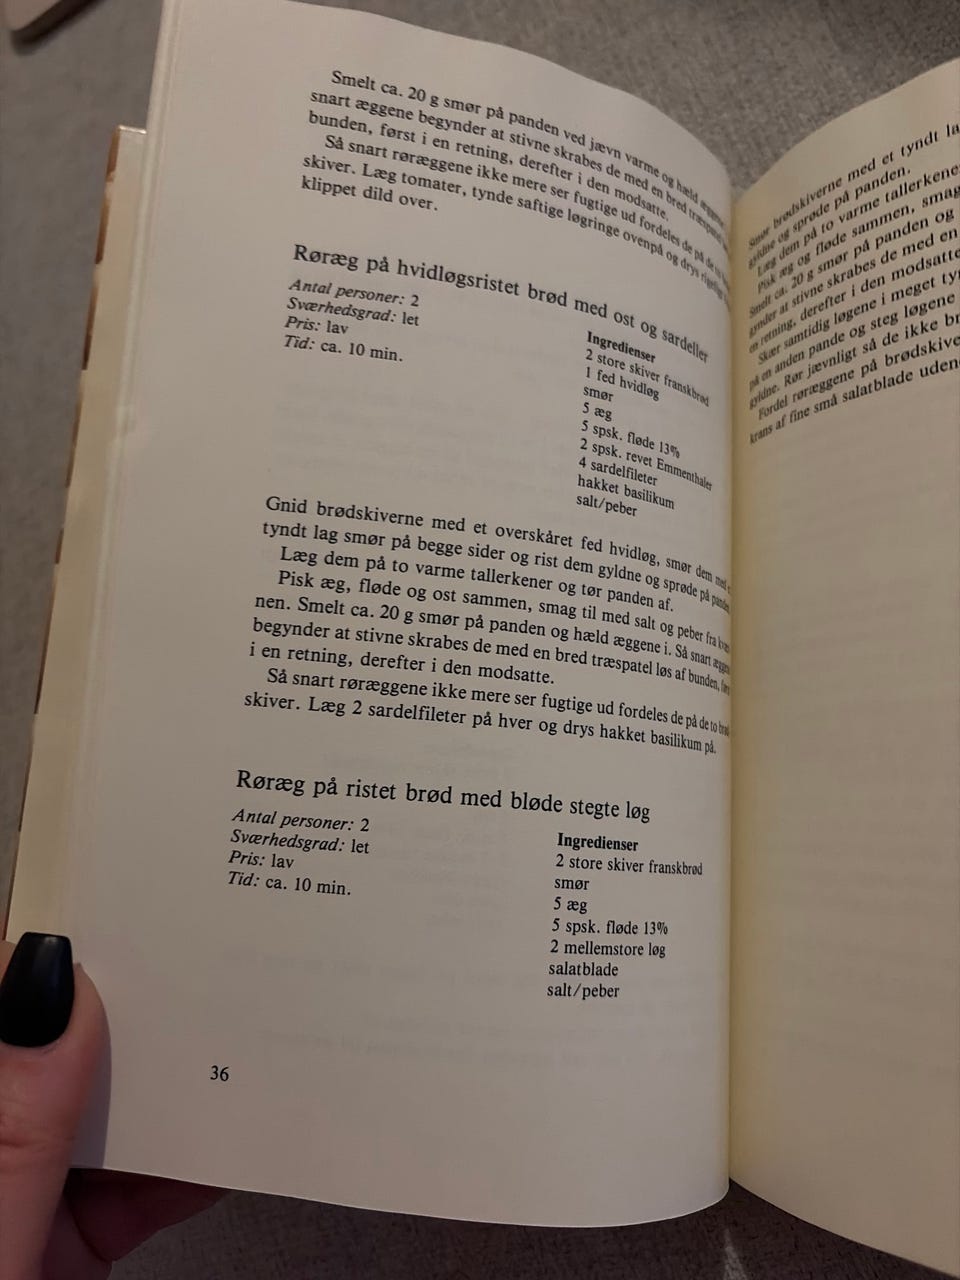 Smelt ca. 20 g smør på panden ved jævn varme og hæld æggene
snart æggene begynder at stivne skrabes de med en bred træspatel
bunden, først i en retning, derefter i den modsatte.
Så snart røræggene ikke mere ser fugtige ud fordeles de på de to
skiver. Læg tomater, tynde saftige løgringe ovenpå og drys rigeligt
klippet dild over.
Røræg på hvidløgsristet brød med ost og sardeller
Antal personer: 2
Sværhedsgrad: let
Pris: lav
Tid: ca. 10 min.
Ingredienser
2 store skiver franskbrød
1 fed hvidløg
smør
5 æg
5 spsk. fløde 13%
2 spsk. revet Emmenthaler
4 sardelfileter
hakket basilikum
salt/peber
Gnid brødskiverne med et overskåret fed hvidløg, smør dem med
tyndt lag smør på begge sider og rist dem gyldne og sprøde på panden.
Læg dem på to varme tallerkener og tør panden af.
Pisk æg, fløde og ost sammen, smag til med salt og peber fra
nen. Smelt ca. 20 g smør på panden og hæld æggene i. Så snart æggene
begynder at stivne skrabes de med en bred træspatel løs af bunden,
i en retning, derefter i den modsatte.
Så snart røræggene ikke mere ser fugtige ud fordeles de på de to
skiver. Læg 2 sardelfileter på hver og drys hakket basilikum på.
Røræg på ristet brød med bløde stegte løg
Antal personer: 2
Sværhedsgrad: let
Pris: lav
Tid: ca. 10 min.
Ingredienser
2 store skiver franskbrød
smør
5 æg
5 spsk. fløde 13%
2 mellemstore løg
salatblade
salt/peber
36
Smør brødskiverne med et tyndt la
gyldne og sprøde på panden.
Læg dem på to varme tallerkene
Pisk æg og fløde sammen, smag
Smelt ca. 20 g smør på panden og
gynder at stivne skrabes de med en
en retning, derefter i den modsatte
Skær samtidig løgene i meget ty
på en anden pande og steg løgene
gyldne. Rør jævnligt så de ikke br
Fordel røræggene på brødskive
krans af fine små salatblade uden